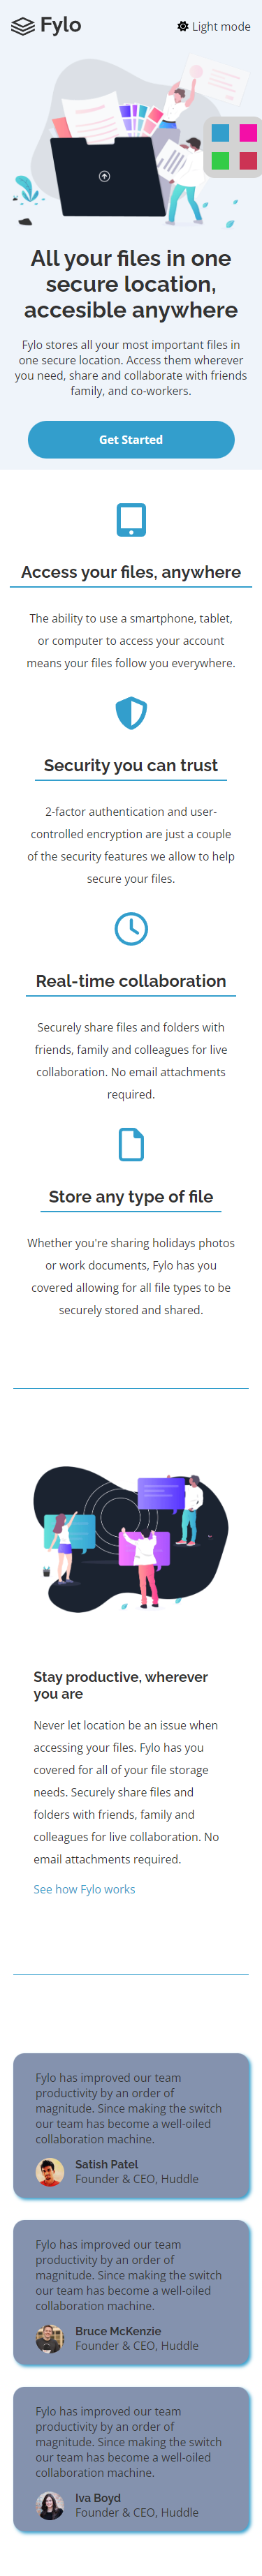 Fylo
Light mode
All your files in one
secure location,
accesible anywhere
Fylo stores all your most important files in
one secure location. Access them wherever
you need, share and collaborate with friends
family, and co-workers.
Get Started
Access your files, anywhere
The ability to use a smartphone, tablet,
or computer to access your account
means your files follow you everywhere.
Security you can trust
2-factor authentication and user-
controlled encryption are just a couple
of the security features we allow to help
secure your files.
Real-time collaboration
Securely share files and folders with
friends, family and colleagues for live
collaboration. No email attachments
required.
Store any type of file
Whether you're sharing holidays photos
or work documents, Fylo has you
covered allowing for all file types to be
securely stored and shared.
Stay productive, wherever
you are
Never let location be an issue when
accessing your files. Fylo has you
covered for all of your file storage
needs. Securely share files and
folders with friends, family and
colleagues for live collaboration. No
email attachments required.
See how Fylo works
Fylo has improved our team
productivity by an order of
magnitude. Since making the switch
our team has become a well-oiled
collaboration machine.
Satish Patel
Founder & CEO, Huddle
Fylo has improved our team
productivity by an order of
magnitude. Since making the switch
our team has become a well-oiled
collaboration machine.
Bruce McKenzie
Founder & CEO, Huddle
Fylo has improved our team
productivity by an order of
magnitude. Since making the switch
our team has become a well-oiled
collaboration machine.
Iva Boyd
Founder & CEO, Huddle